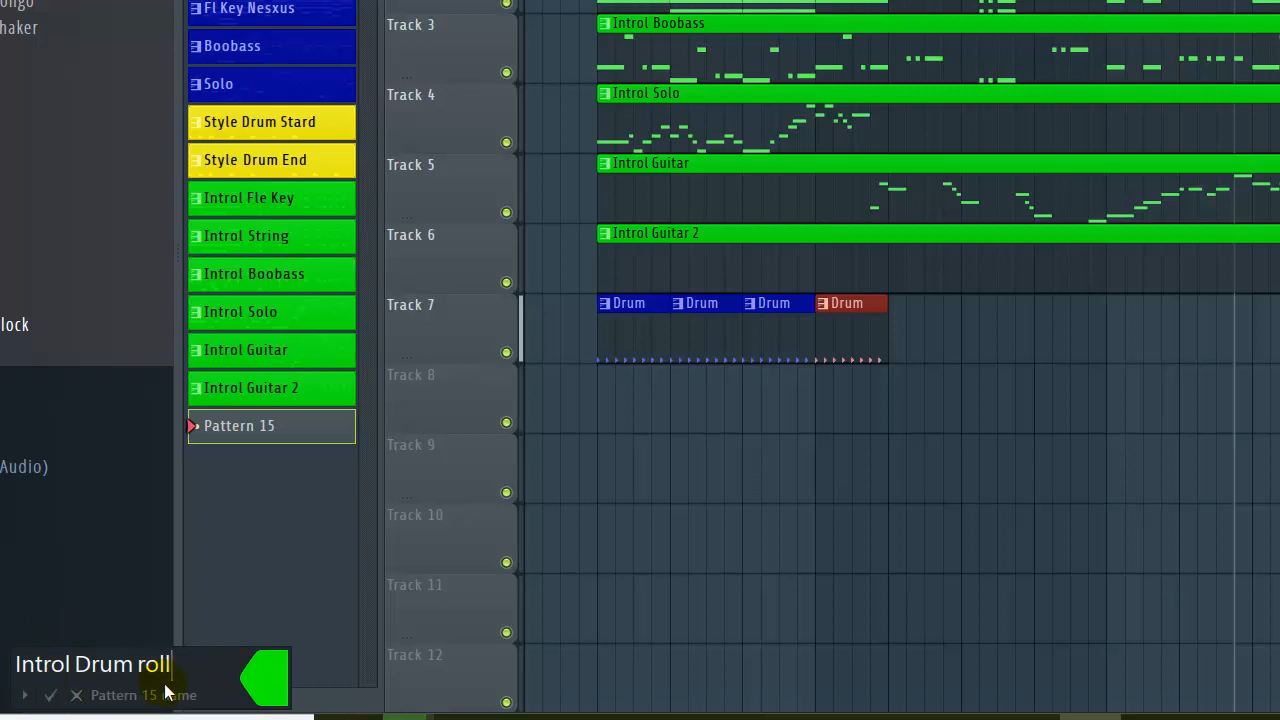 ongo
haker
lock
Audio)
Fl Key Nesxus
Boobass
Solo
Style Drum Stard
Style Drum End
Introl Fle Key
Introl String
Introl Boobass
Introl Solo
Introl Guitar
Introl Guitar 2
Pattern 15
Track 3
Introl Boobass
Track 4
Introl Solo
Track 5
Introl Guitar
Track 6
Introl Guitar 2
Track 7
Drum Drum Drum Drum
Track 8
Track 9
Track 10
Track 11
Track 12
Introl Drum roll
Pattern 15 name